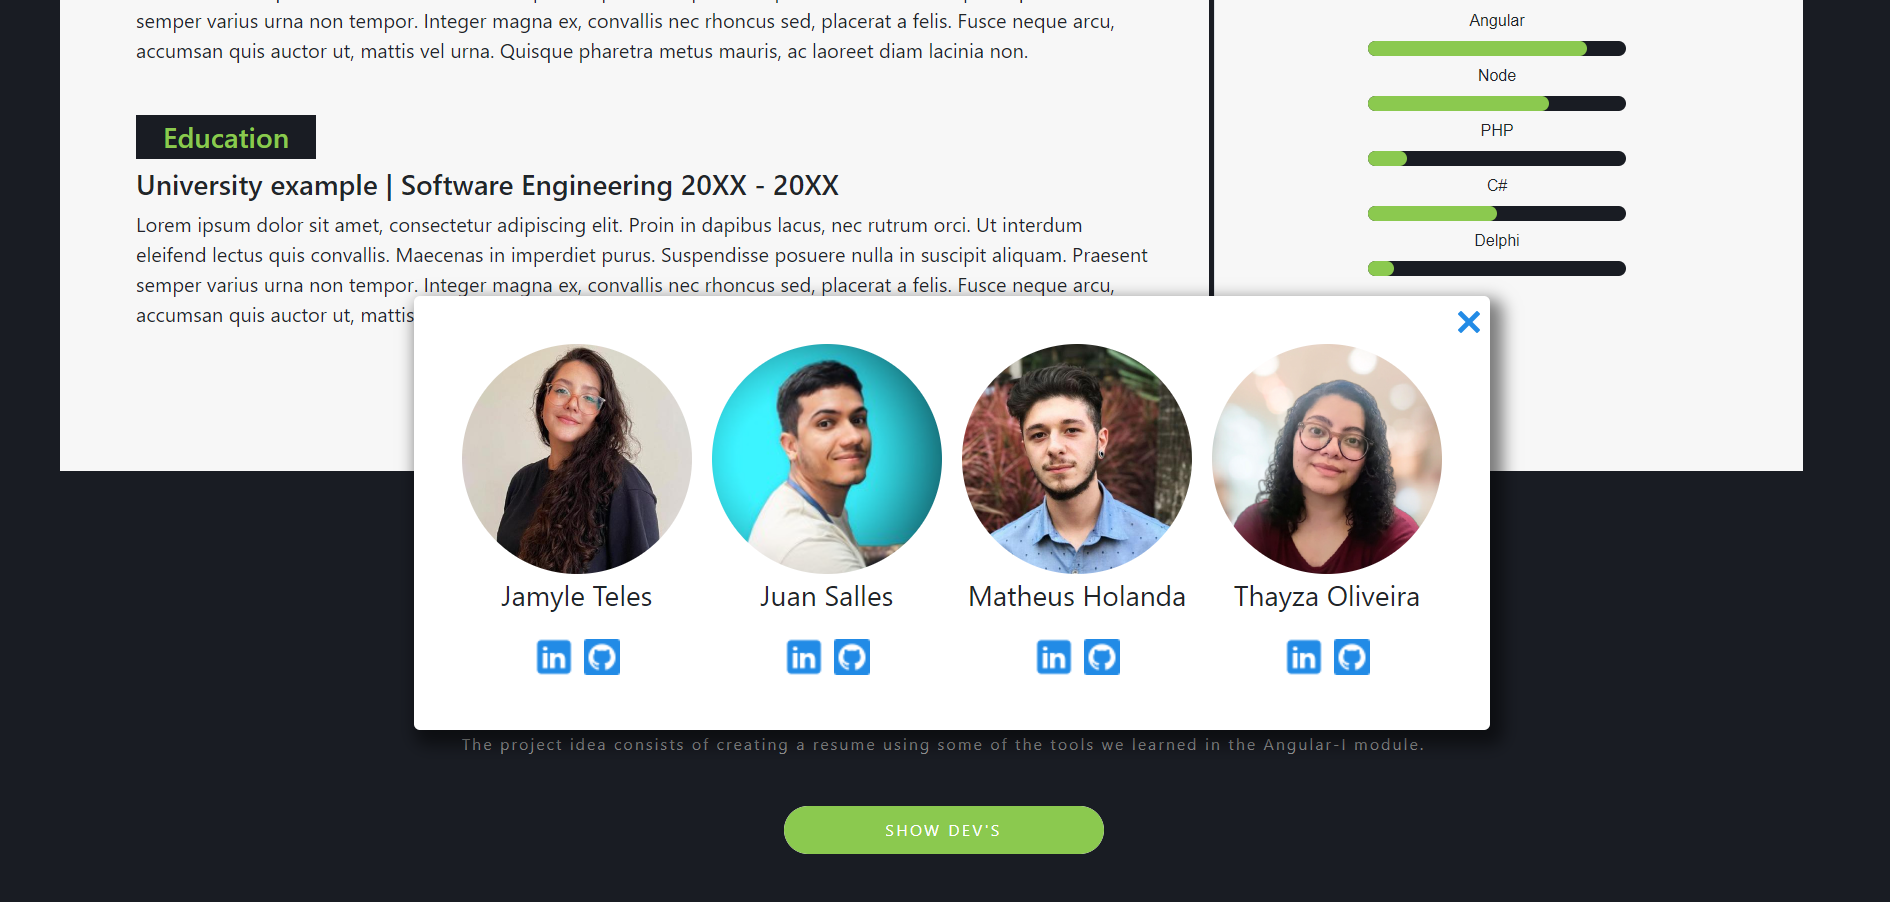 semper varius urna non tempor. Integer magna ex, convallis nec rhoncus sed, placerat a felis. Fusce neque arcu,
accumsan quis auctor ut, mattis vel urna. Quisque pharetra metus mauris, ac laoreet diam lacinia non.
Education
University example | Software Engineering 20XX - 20XX
Lorem ipsum dolor sit amet, consectetur adipiscing elit. Proin in dapibus lacus, nec rutrum orci. Ut interdum
eleifend lectus quis convallis. Maecenas in imperdiet purus. Suspendisse posuere nulla in suscipit aliquam. Praesent
semper varius urna non tempor. Integer magna ex, convallis nec rhoncus sed, placerat a felis. Fusce neque arcu,
accumsan quis auctor ut, mattis
Angular
Node
PHP
C#
Delphi
Jamyle Teles
Juan Salles
Matheus Holanda
Thayza Oliveira
in
in
in
in
The project idea consists of creating a resume using some of the tools we learned in the Angular-I module.
SHOW DEV'S